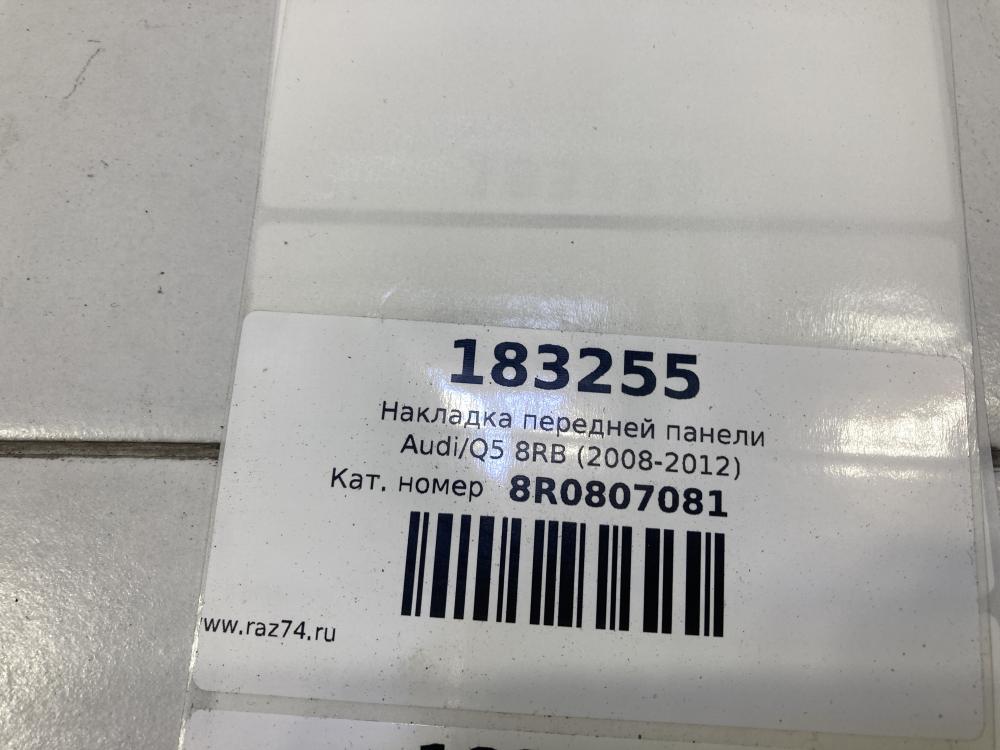 183255
Накладка передней панели
Audi/Q5 8RB (2008-2012)
Кат. номер 8R0807081
www.raz74.ru